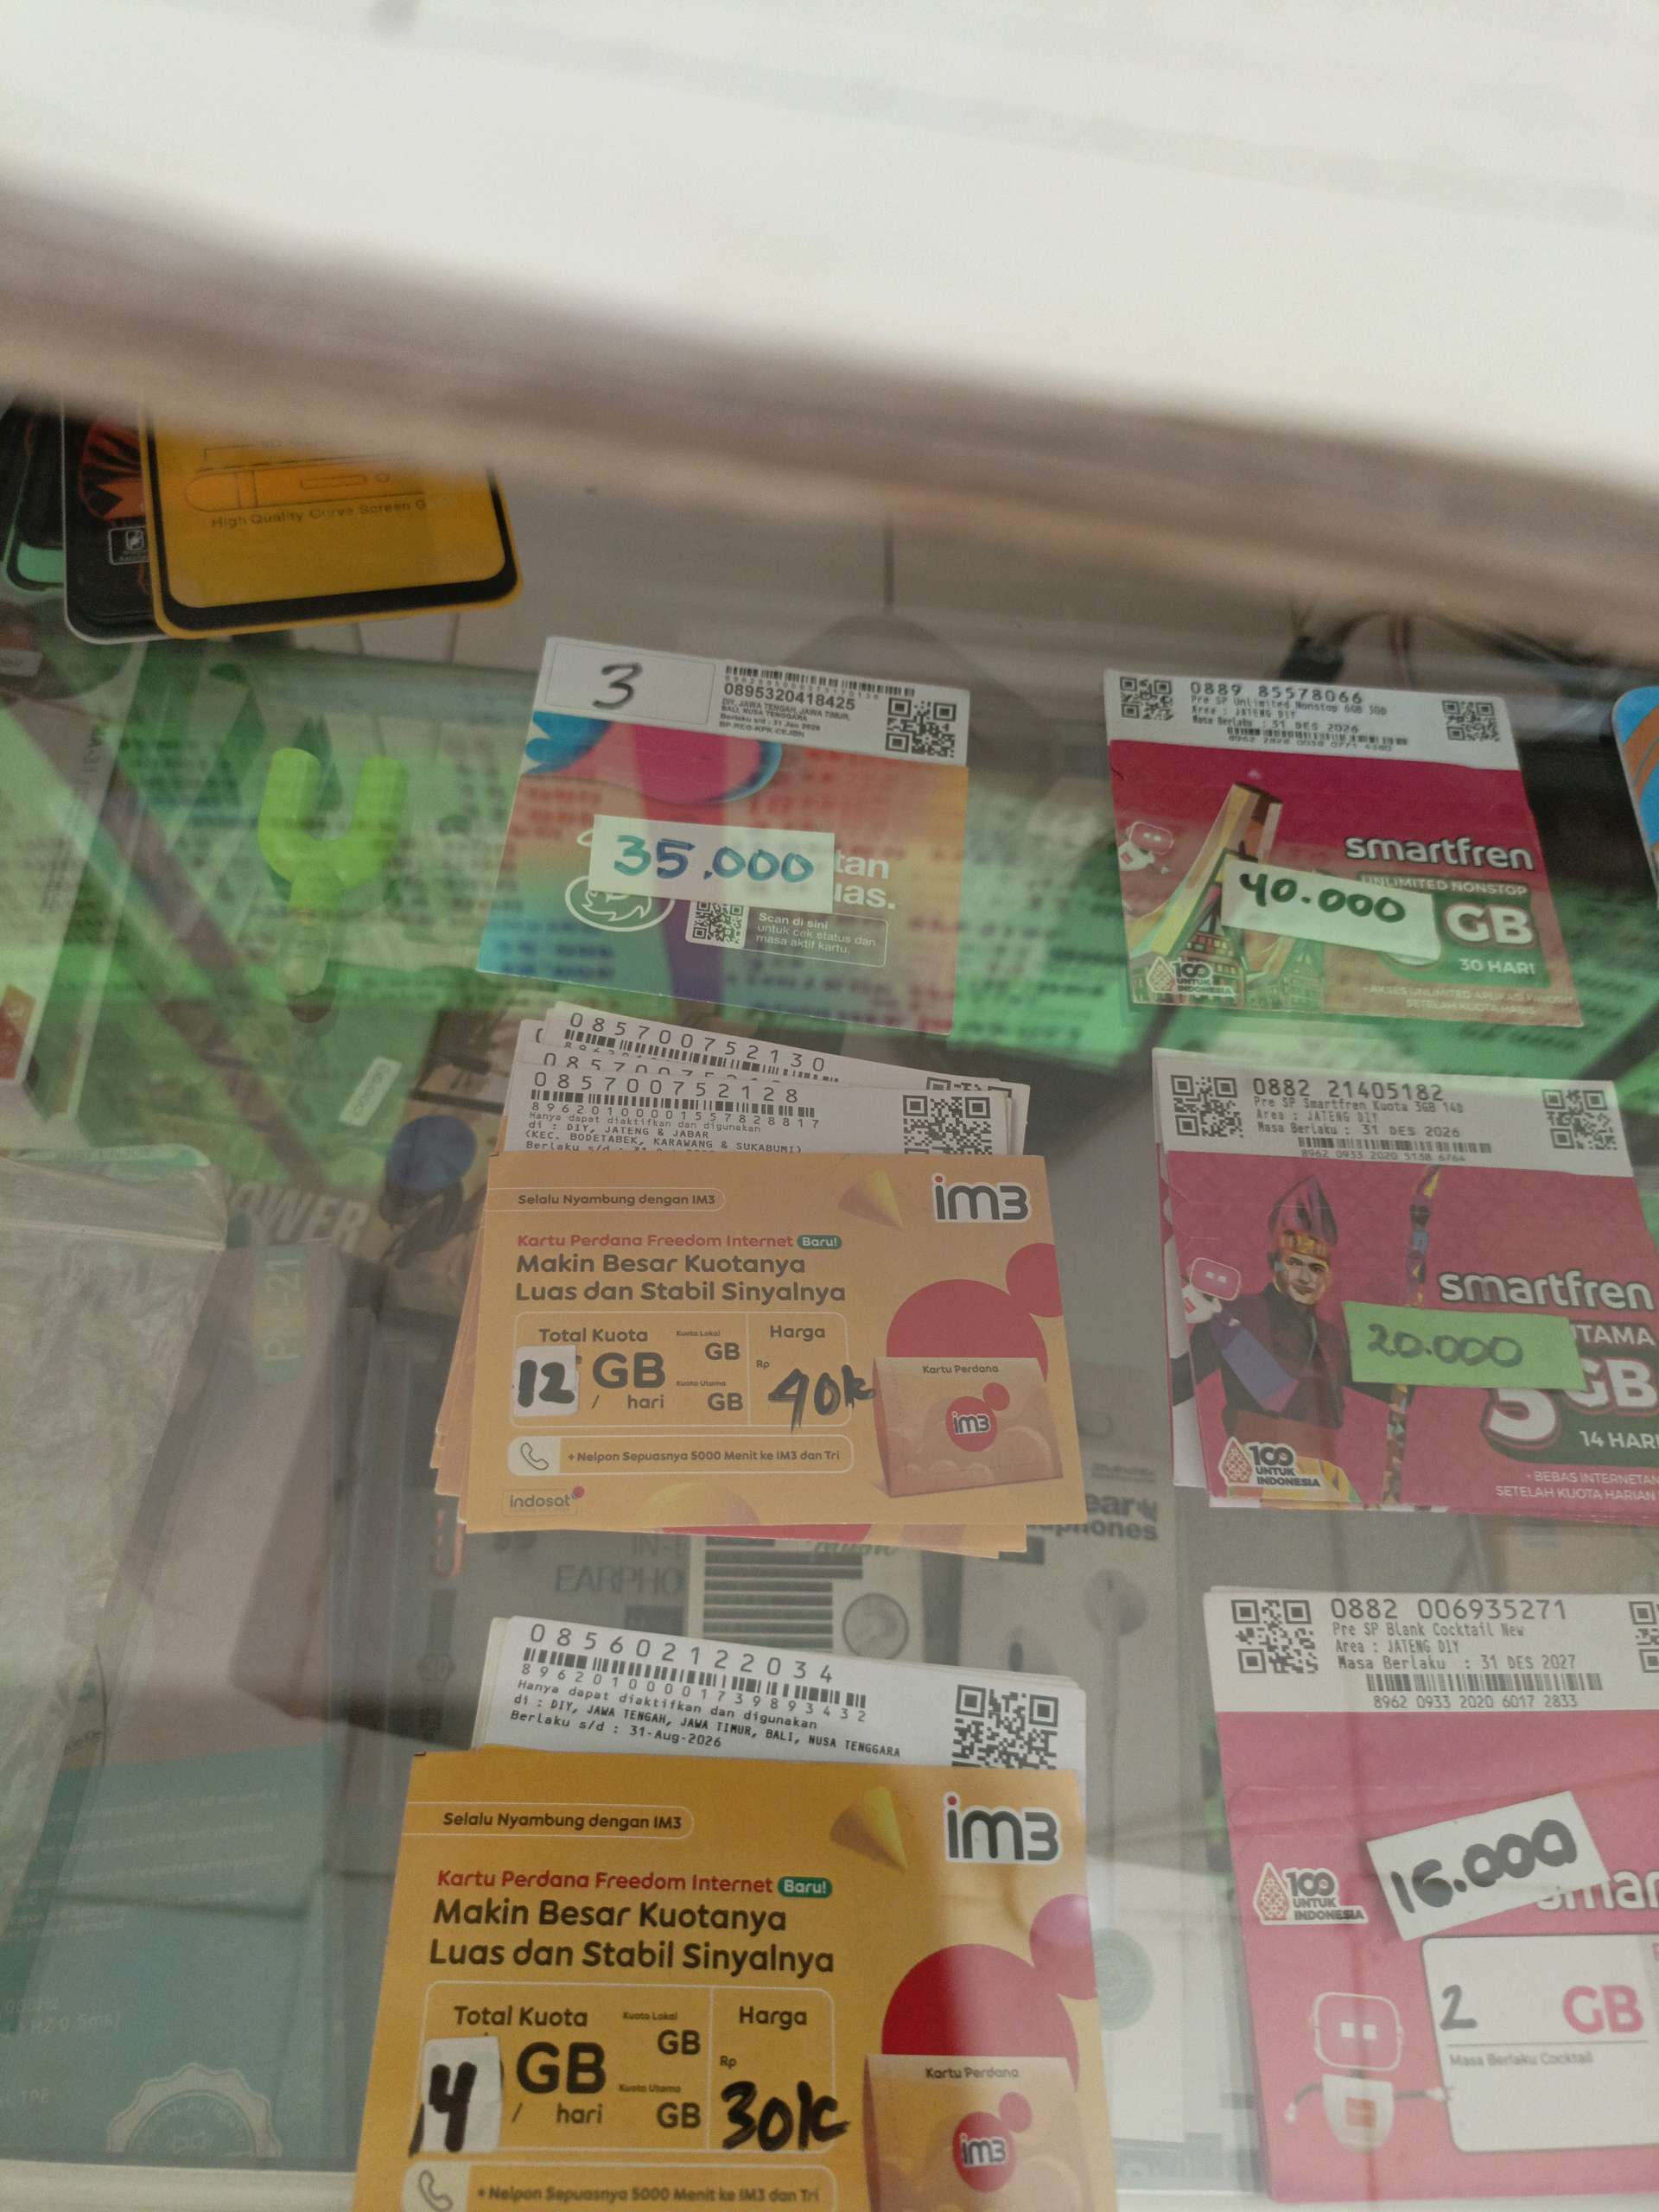 High Quality Curve Screen
3
0895320418425
DIY, JAWA TENGAH, JAWA TIMUR,
BALI, NUSA TENGGARA
35.000
tan
uas.
Scan di sini
untuk cek status dan
masa aktif kartu.
0889 85578066
Pre SP Unlimited Nonstop 6GB 30D
Area : JATENG DIY
Masa Berlaku : 31 DES 2026
smartfren
UNLIMITED NONSTOP
40.000
GB
30 HARI
100
UNTUK
INDONESIA
SETELAH KUOTA HABIS
085700752130
085700752128
89620100001557828817
Hanya dapat diaktifkan dan digunakan
di : DIY, JATENG & JABAR
(KEC. BODETABEK, KARAWANG & SUKABUMI)
Berlaku s/d : 31
Selalu Nyambung dengan IM3
im3
Kartu Perdana Freedom Internet Baru!
Makin Besar Kuotanya
Luas dan Stabil Sinyalnya
Total Kuota
Kuota Lokal
Harga
12 GB
GB
Rp 40k
/ hari
Kuota Utama
GB
Kartu Perdana
im3
+ Nelpon Sepuasnya 5000 Menit ke IM3 dan Tri
indosat
0882 21405182
Pre SP Smartfren Kuota 3GB 14D
Area : JATENG DIY
Masa Berlaku : 31 DES 2026
8962 0933 2020 5138 6764
smartfren
UTAMA
20.000
3GB
14 HARI
100
UNTUK
INDONESIA
- BEBAS INTERNETAN
SETELAH KUOTA HARIAN
POWER
EARPHO
085602122034
89620100001739893432
Hanya dapat diaktifkan dan digunakan
di : DIY, JAWA TENGAH, JAWA TIMUR, BALI, NUSA TENGGARA
Berlaku s/d : 31-Aug-2026
Selalu Nyambung dengan IM3
im3
Kartu Perdana Freedom Internet Baru!
Makin Besar Kuotanya
Luas dan Stabil Sinyalnya
Total Kuota
Kuota Lokal
Harga
4 GB
GB
Rp 30k
/ hari
Kuota Utama
GB
Kartu Perdana
im3
+ Nelpon Sepuasnya 5000 Menit ke IM3 dan Tri
0882 006935271
Pre SP Blank Cocktail New
Area : JATENG DIY
Masa Berlaku : 31 DES 2027
8962 0933 2020 6017 2833
16.000
smar
100
UNTUK
INDONESIA
2 GB
Masa Berlaku Cocktail